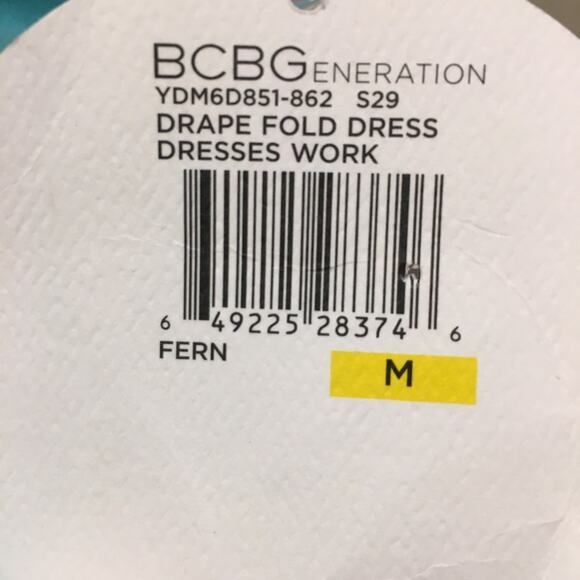 BCBGENERATION
YDM6D851-862 S29
DRAPE FOLD DRESS
DRESSES WORK
6 49225 28374 6
FERN
M